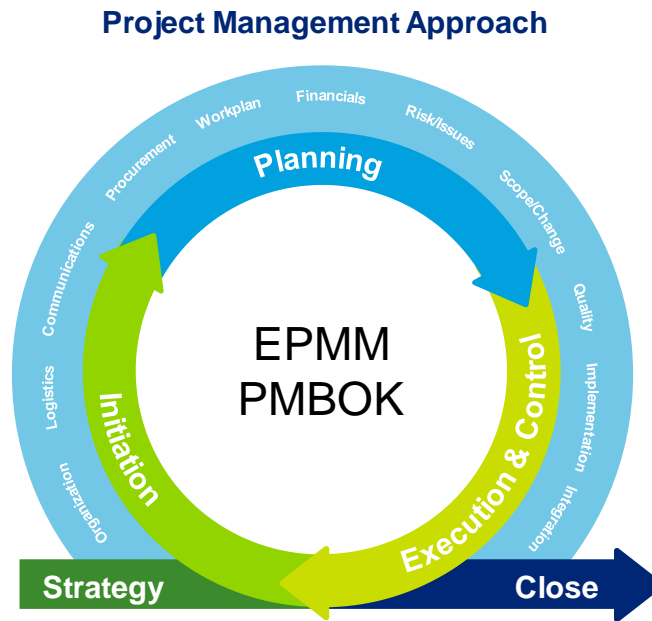 Project Management Approach
Organization
Logistics
Communications
Procurement
Workplan
Financials
Risk/Issues
Scope/Change
Quality
Implementation
Integration
Planning
Initiation
Execution & Control
EPMM
PMBOK
Strategy
Close